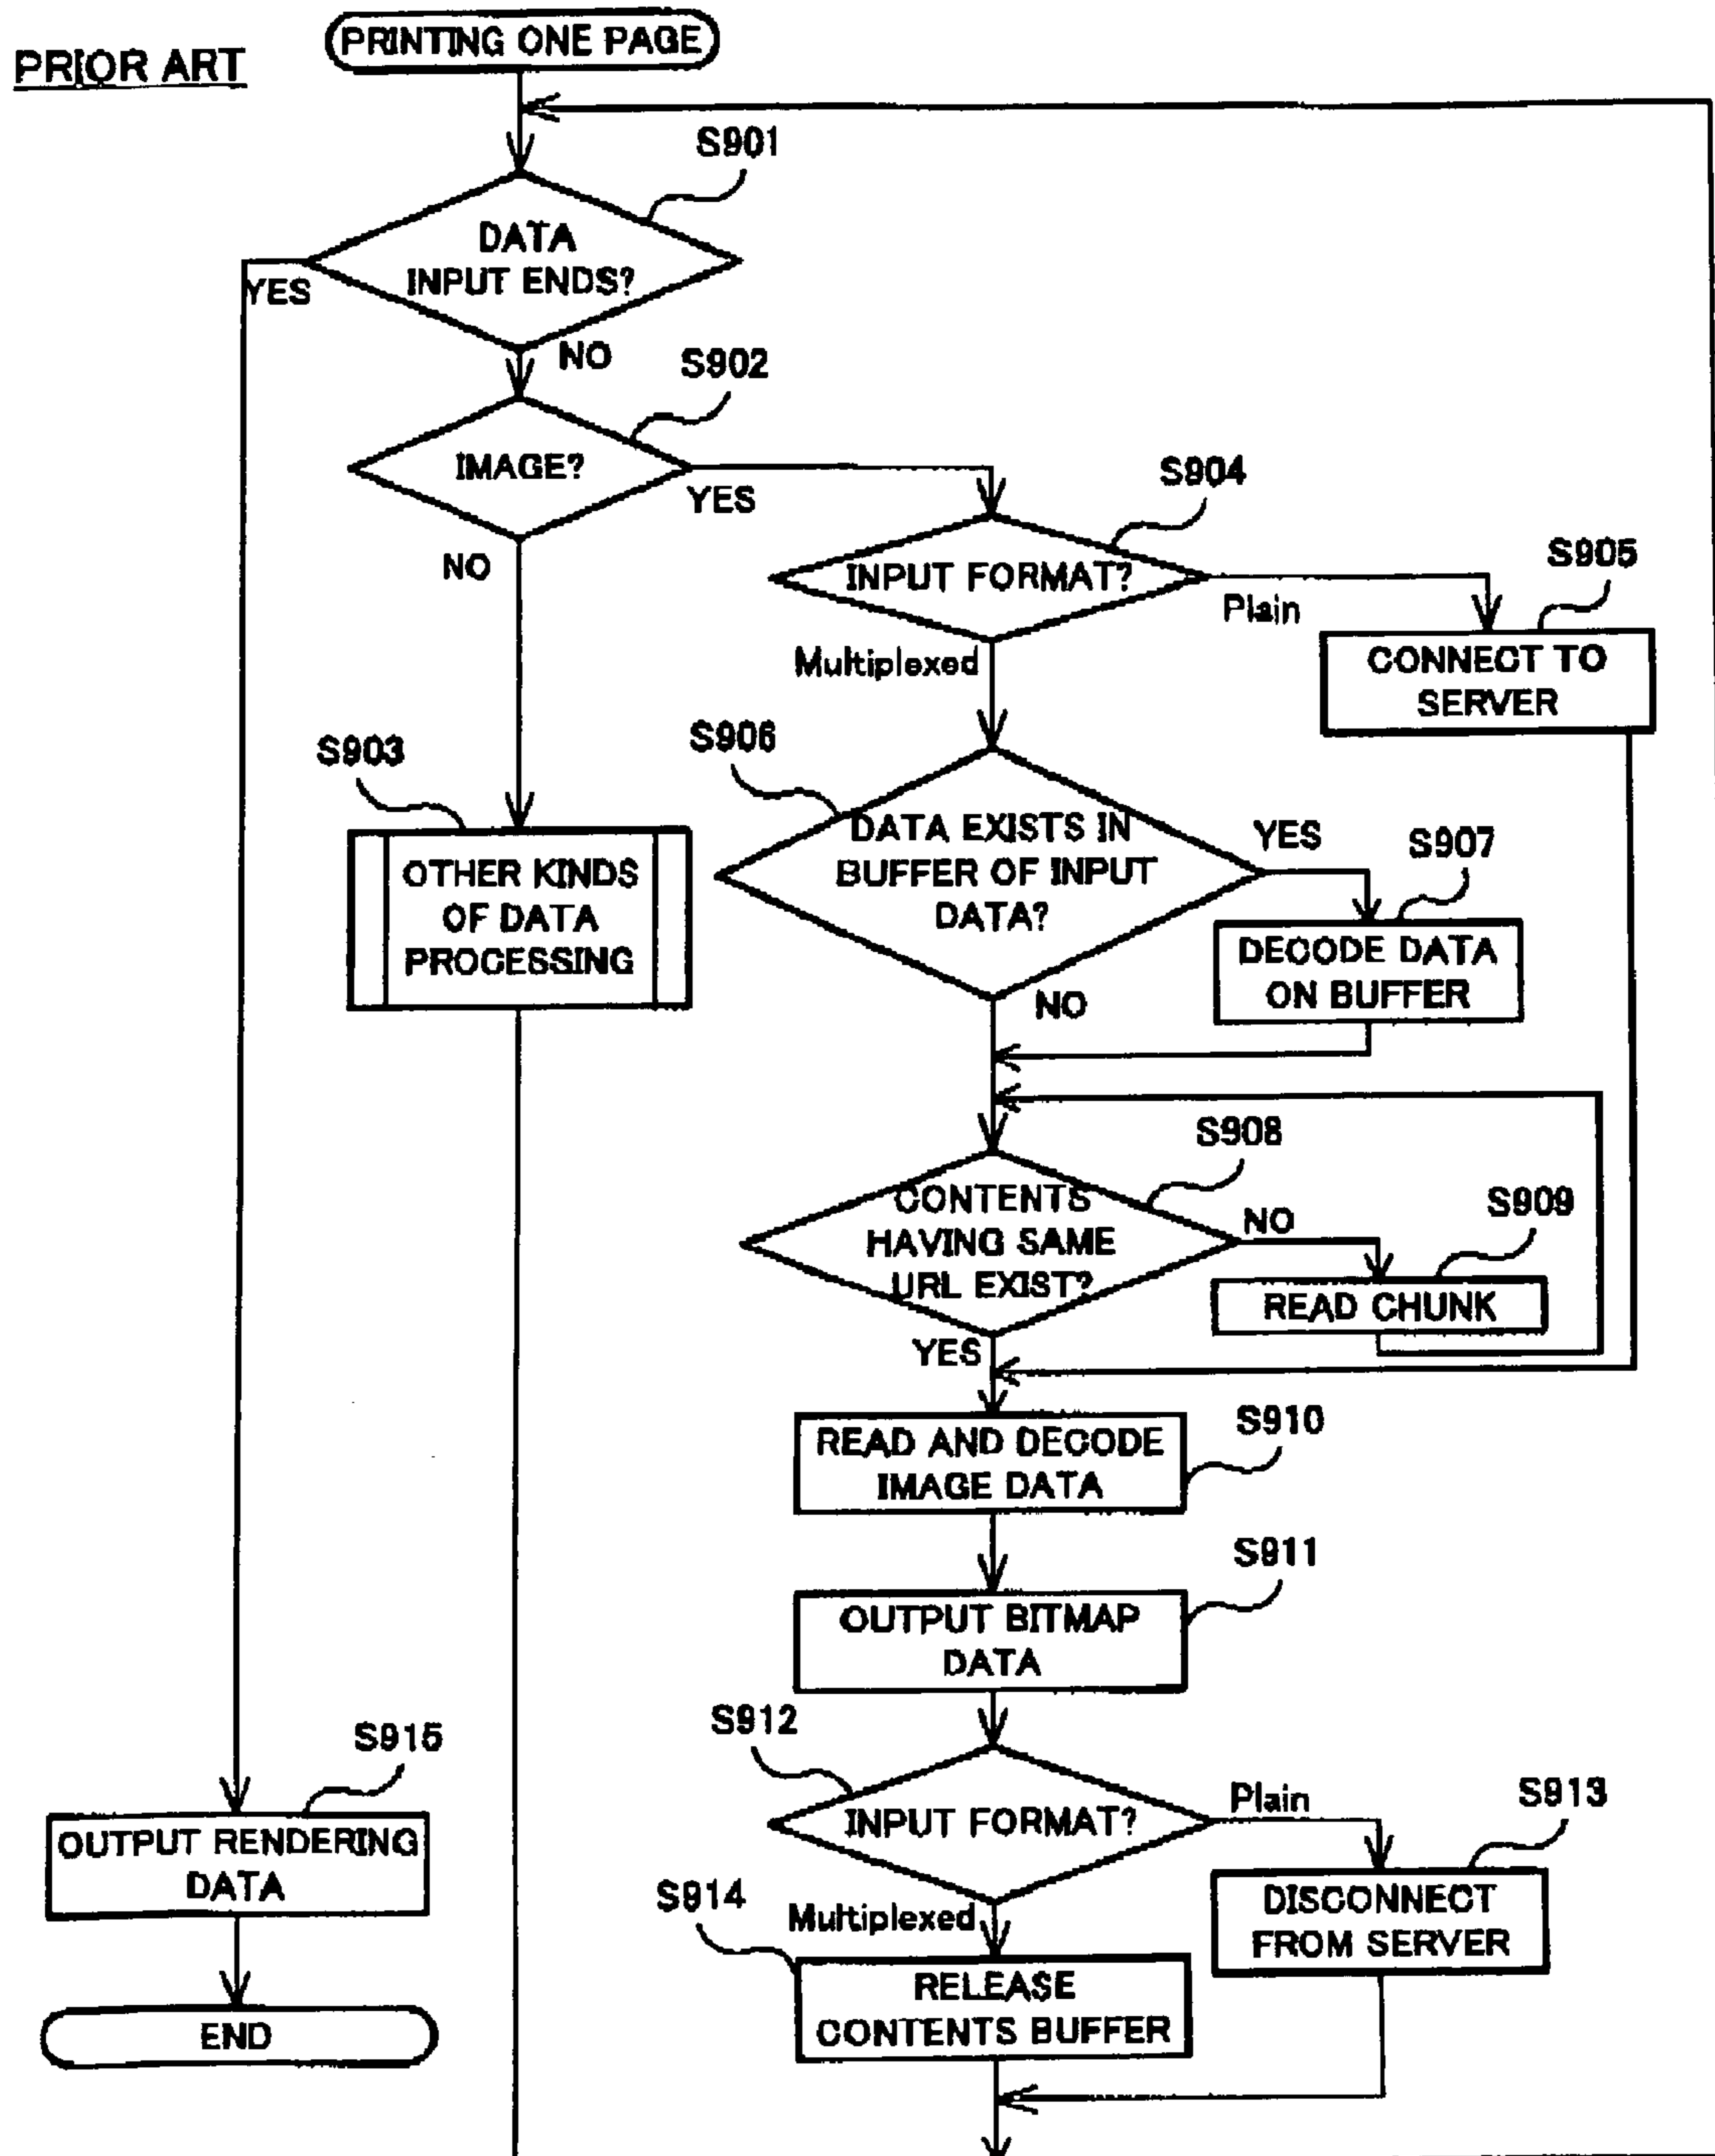 PRIOR ART
PRINTING ONE PAGE
S901
DATA
INPUT ENDS?
YES
NO
S902
IMAGE?
YES
NO
S904
INPUT FORMAT?
Plain
Multiplexed
S905
CONNECT TO
SERVER
S903
OTHER KINDS
OF DATA
PROCESSING
S906
DATA EXISTS IN
BUFFER OF INPUT
DATA?
YES
NO
S907
DECODE DATA
ON BUFFER
S908
CONTENTS
HAVING SAME
URL EXIST?
NO
YES
S909
READ CHUNK
S910
READ AND DECODE
IMAGE DATA
S911
OUTPUT BITMAP
DATA
S912
INPUT FORMAT?
Plain
Multiplexed
S913
DISCONNECT
FROM SERVER
S914
RELEASE
CONTENTS BUFFER
S915
OUTPUT RENDERING
DATA
END